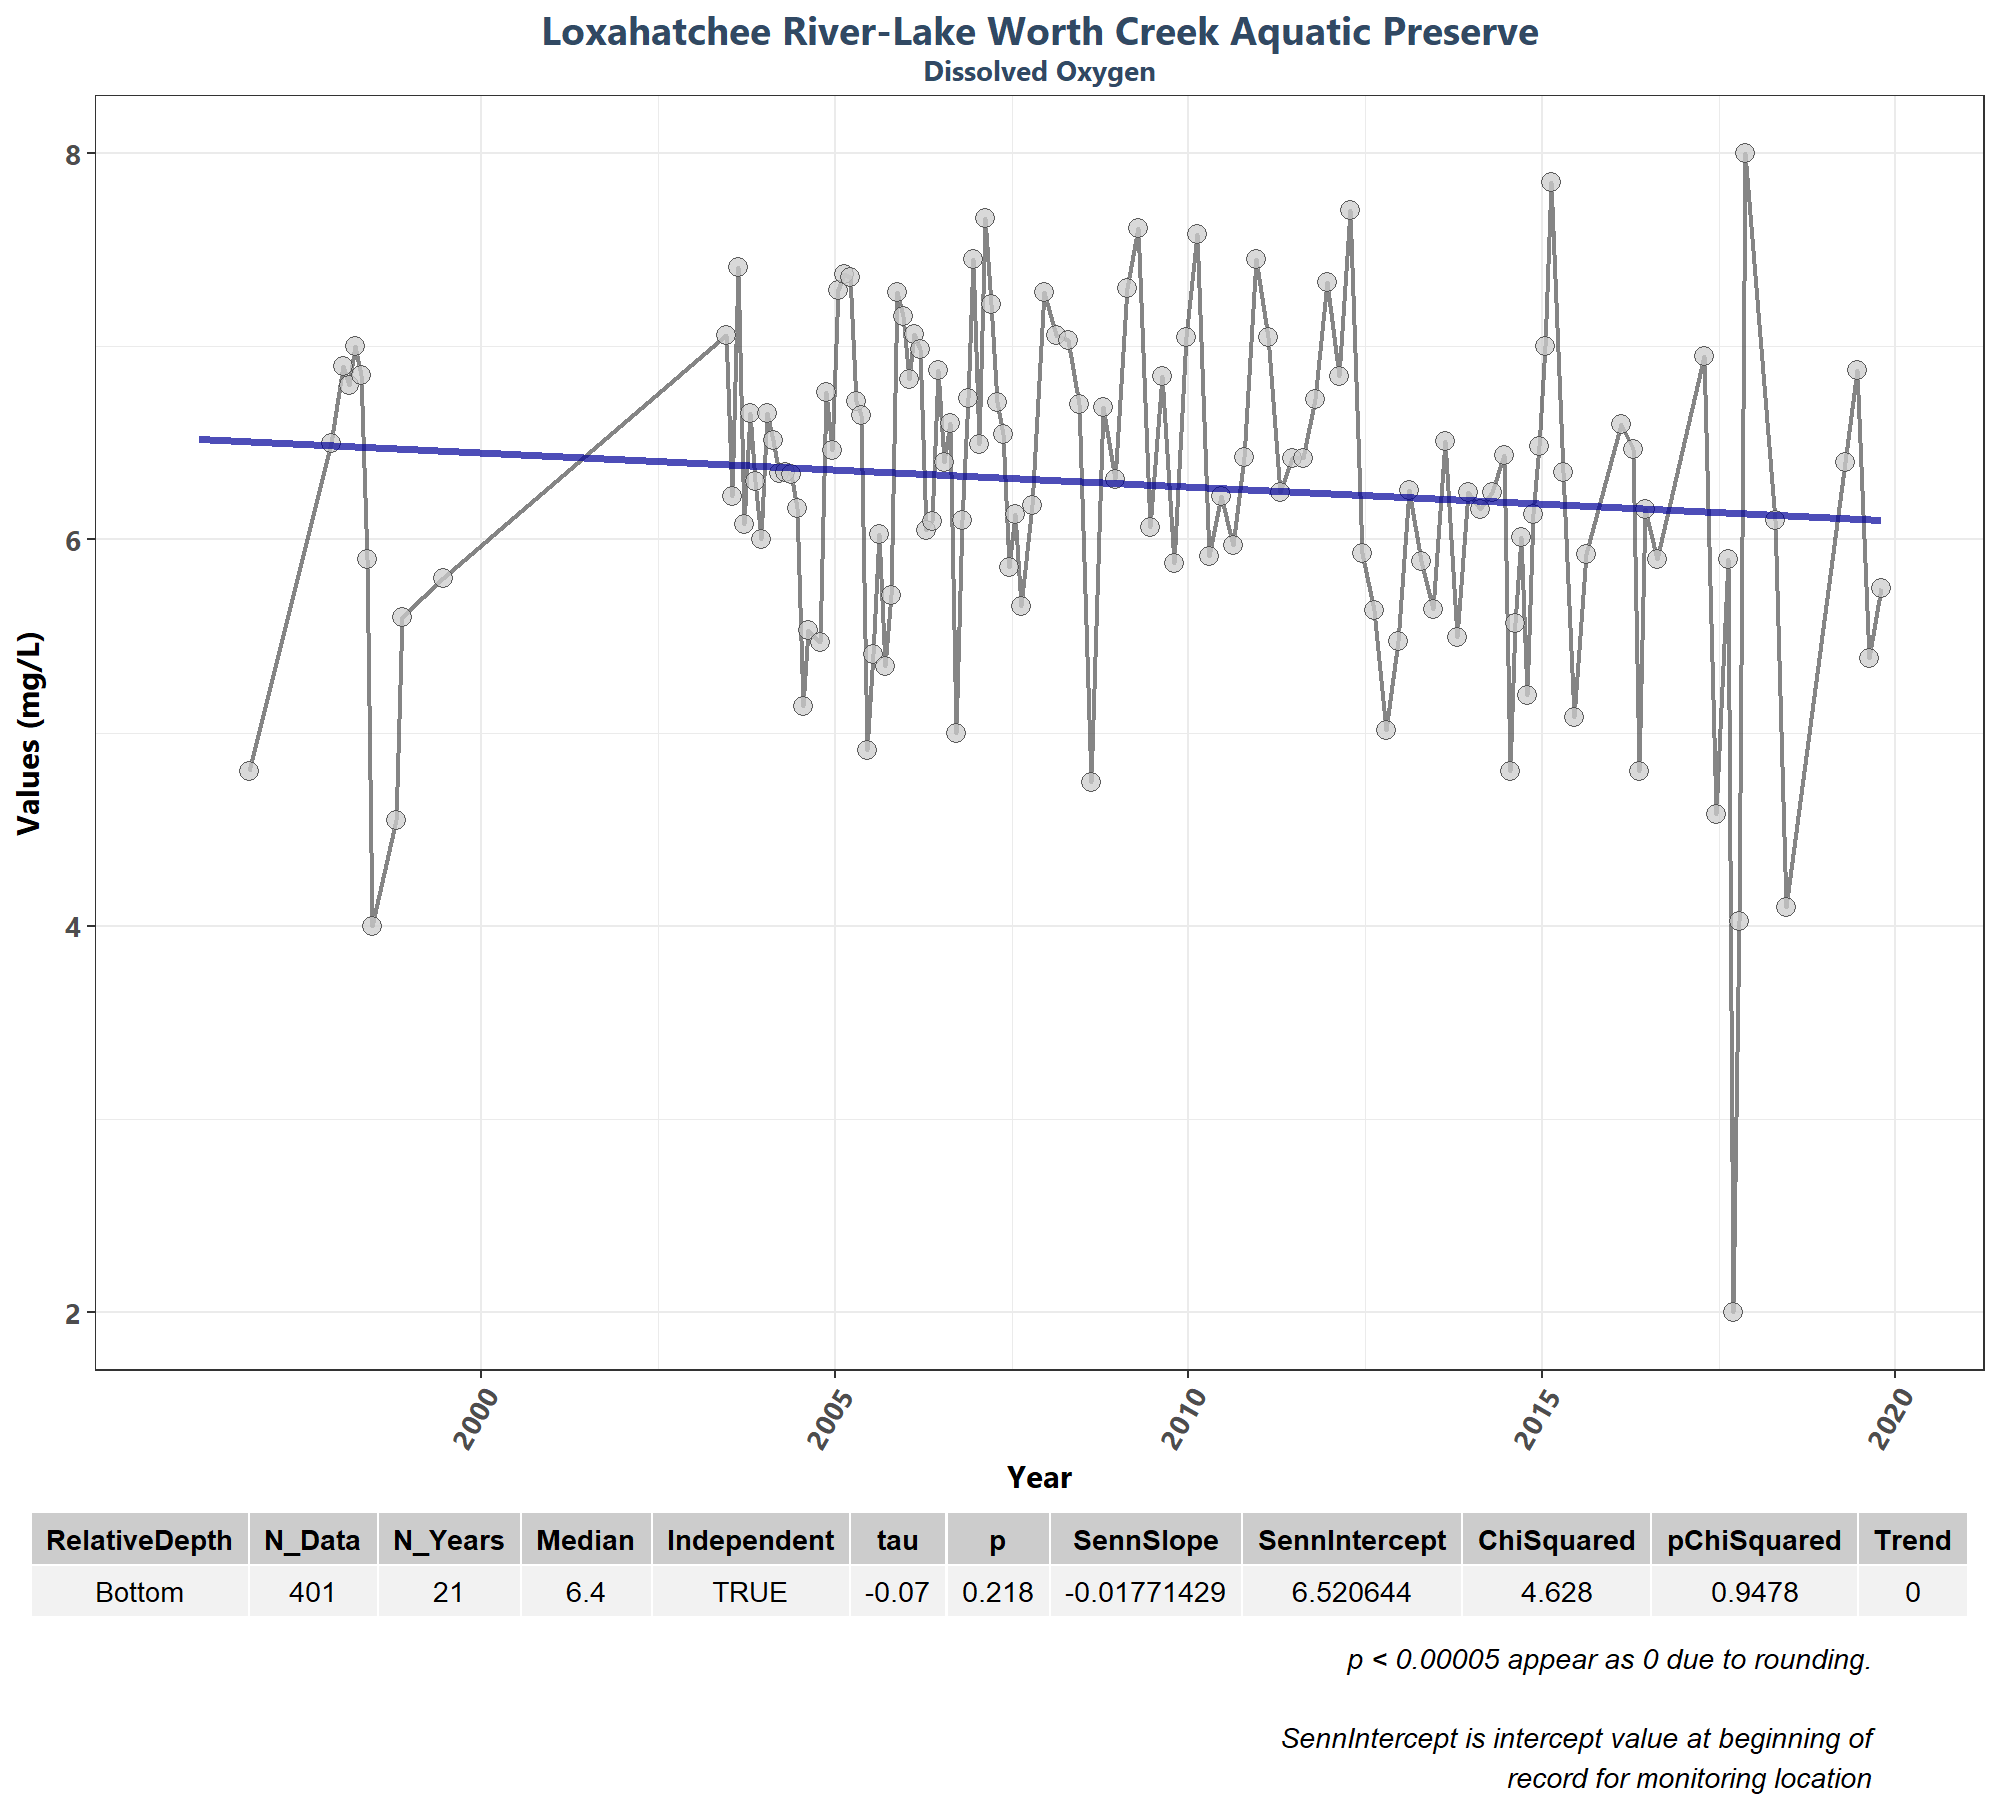 Loxahatchee River-Lake Worth Creek Aquatic Preserve
Dissolved Oxygen
8
6
4
2
Values (mg/L)
2000 2005 2010 2015 2020
Year
RelativeDepth N_Data N_Years Median Independent tau p SennSlope SennIntercept ChiSquared pChiSquared Trend
Bottom 401 21 6.4 TRUE -0.07 0.218 -0.01771429 6.520644 4.628 0.9478 0
p < 0.00005 appear as 0 due to rounding.
SennIntercept is intercept value at beginning of
record for monitoring location